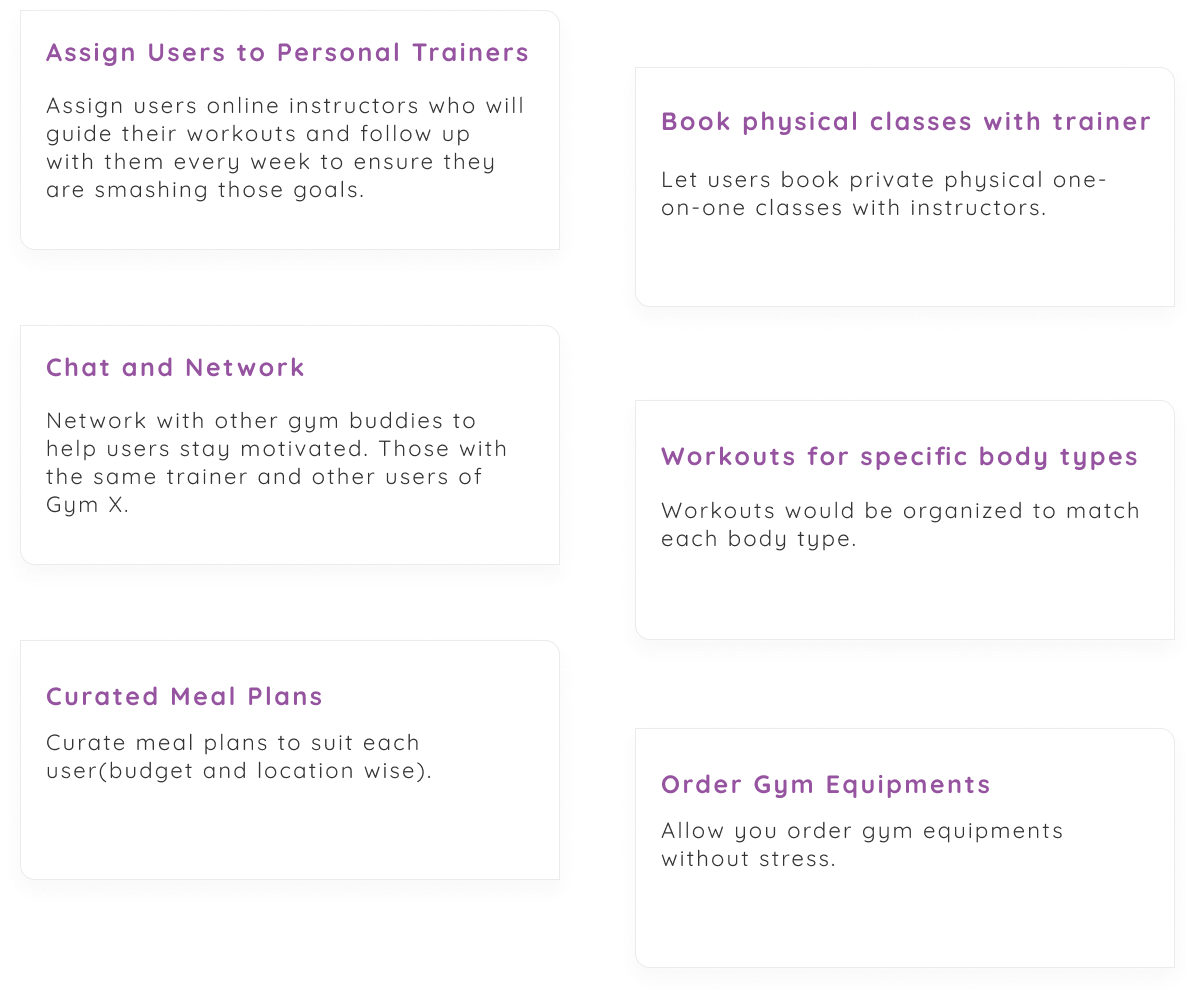 Assign Users to Personal Trainers
Assign users online instructors who will
guide their workouts and follow up
with them every week to ensure they
are smashing those goals.
Book physical classes with trainer
Let users book private physical one-
on-one classes with instructors.
Chat and Network
Network with other gym buddies to
help users stay motivated. Those with
the same trainer and other users of
Gym X.
Workouts for specific body types
Workouts would be organized to match
each body type.
Curated Meal Plans
Curate meal plans to suit each
user(budget and location wise).
Order Gym Equipments
Allow you order gym equipments
without stress.